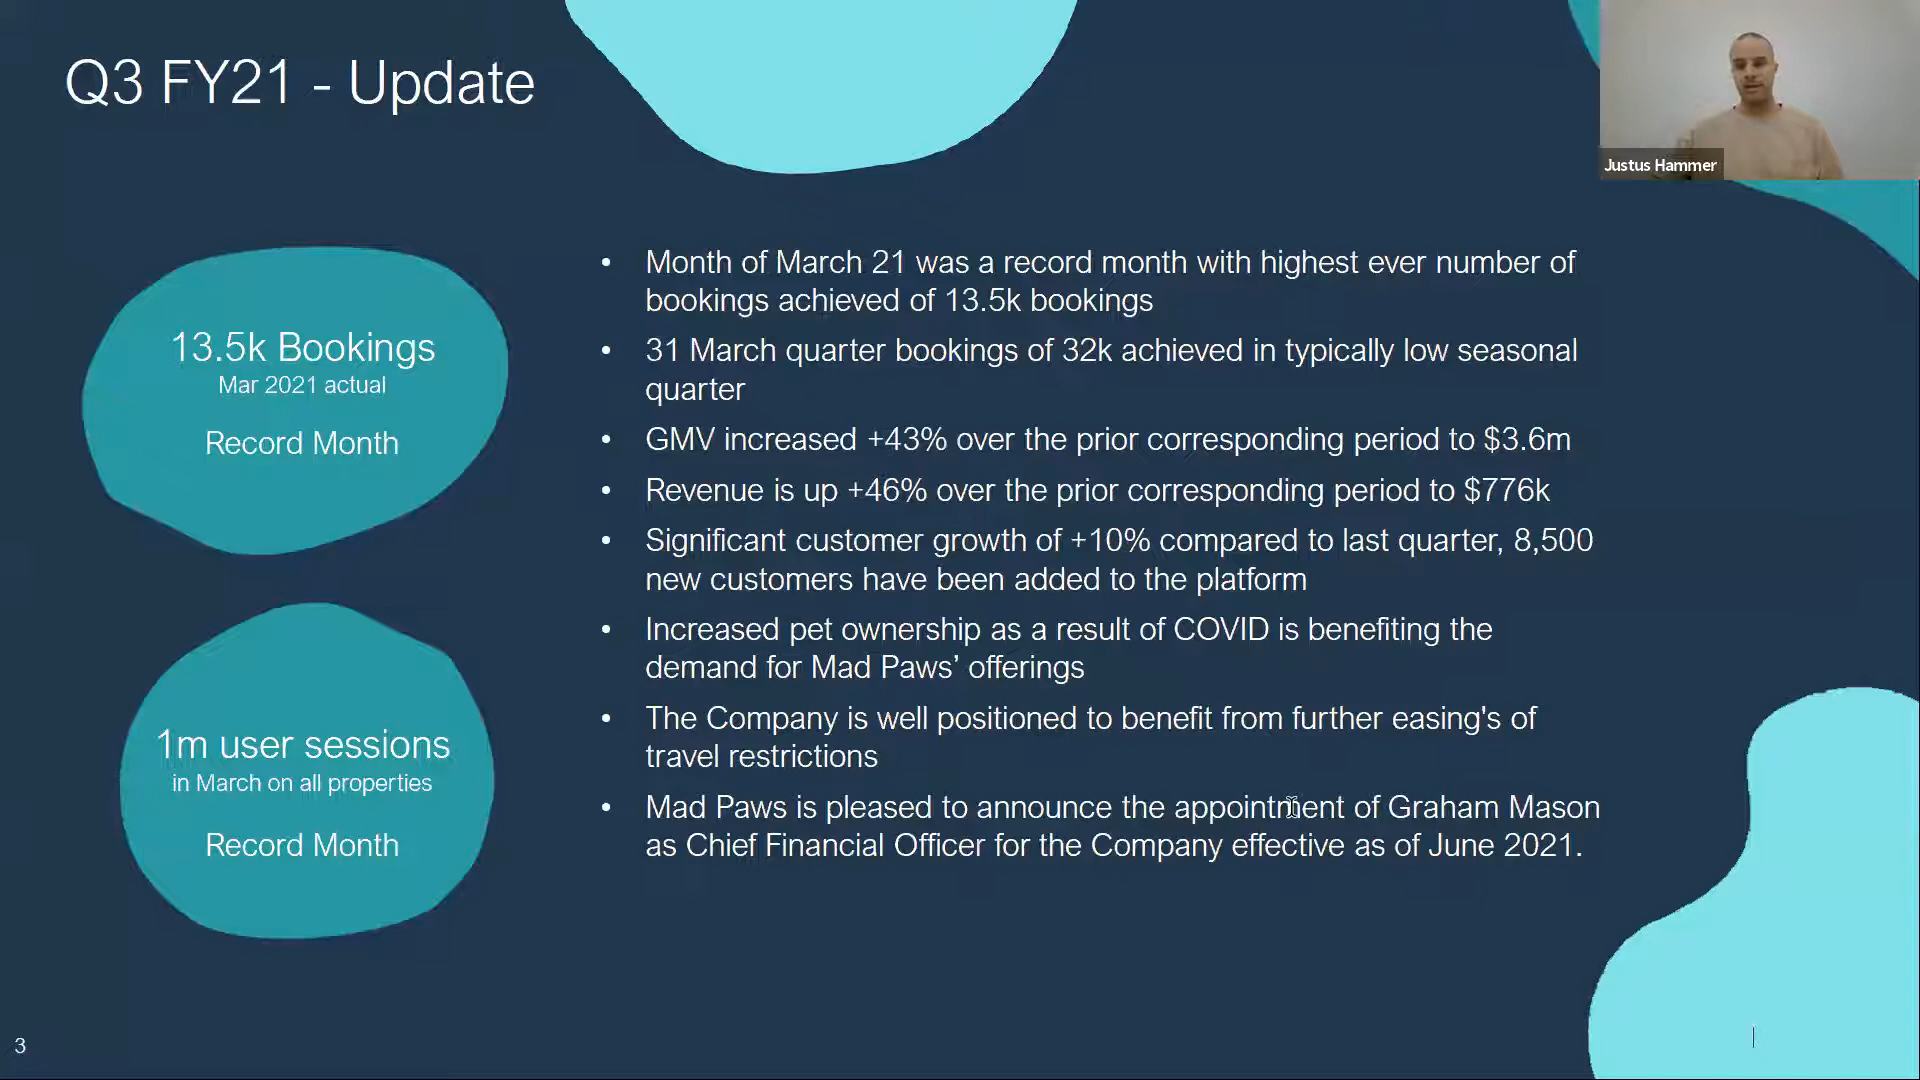 Q3 FY21 - Update
Justus Hammer
13.5k Bookings
Mar 2021 actual
Record Month
1m user sessions
in March on all properties
Record Month
• Month of March 21 was a record month with highest ever number of
bookings achieved of 13.5k bookings
• 31 March quarter bookings of 32k achieved in typically low seasonal
quarter
• GMV increased +43% over the prior corresponding period to $3.6m
• Revenue is up +46% over the prior corresponding period to $776k
• Significant customer growth of +10% compared to last quarter, 8,500
new customers have been added to the platform
• Increased pet ownership as a result of COVID is benefiting the
demand for Mad Paws’ offerings
• The Company is well positioned to benefit from further easing's of
travel restrictions
• Mad Paws is pleased to announce the appointment of Graham Mason
as Chief Financial Officer for the Company effective as of June 2021.
3